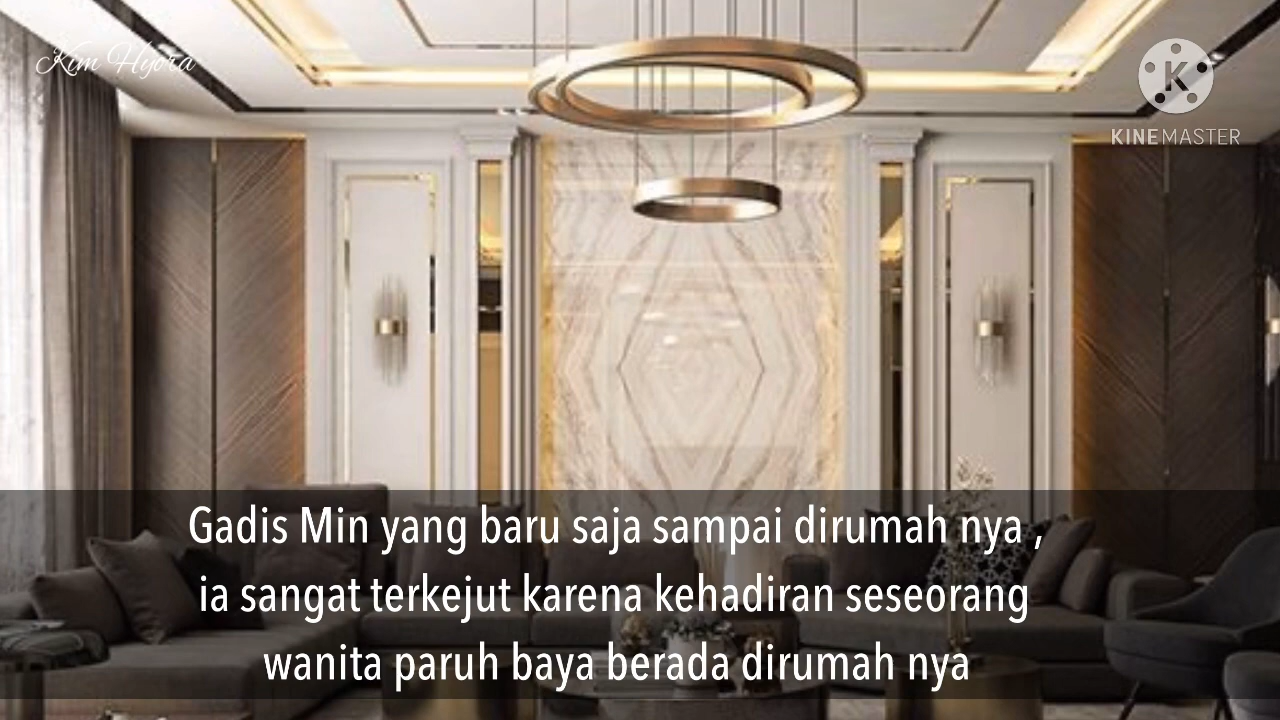 Kim Hyora
K
KINEMASTER
Gadis Min yang baru saja sampai dirumah nya ,
ia sangat terkejut karena kehadiran seseorang
wanita paruh baya berada dirumah nya